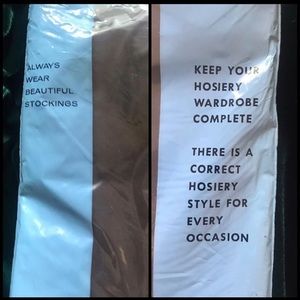 ALWAYS
WEAR
BEAUTIFUL
STOCKINGS
KEEP YOUR
HOSIERY
WARDROBE
COMPLETE
THERE IS A
CORRECT
HOSIERY
STYLE FOR
EVERY
OCCASION